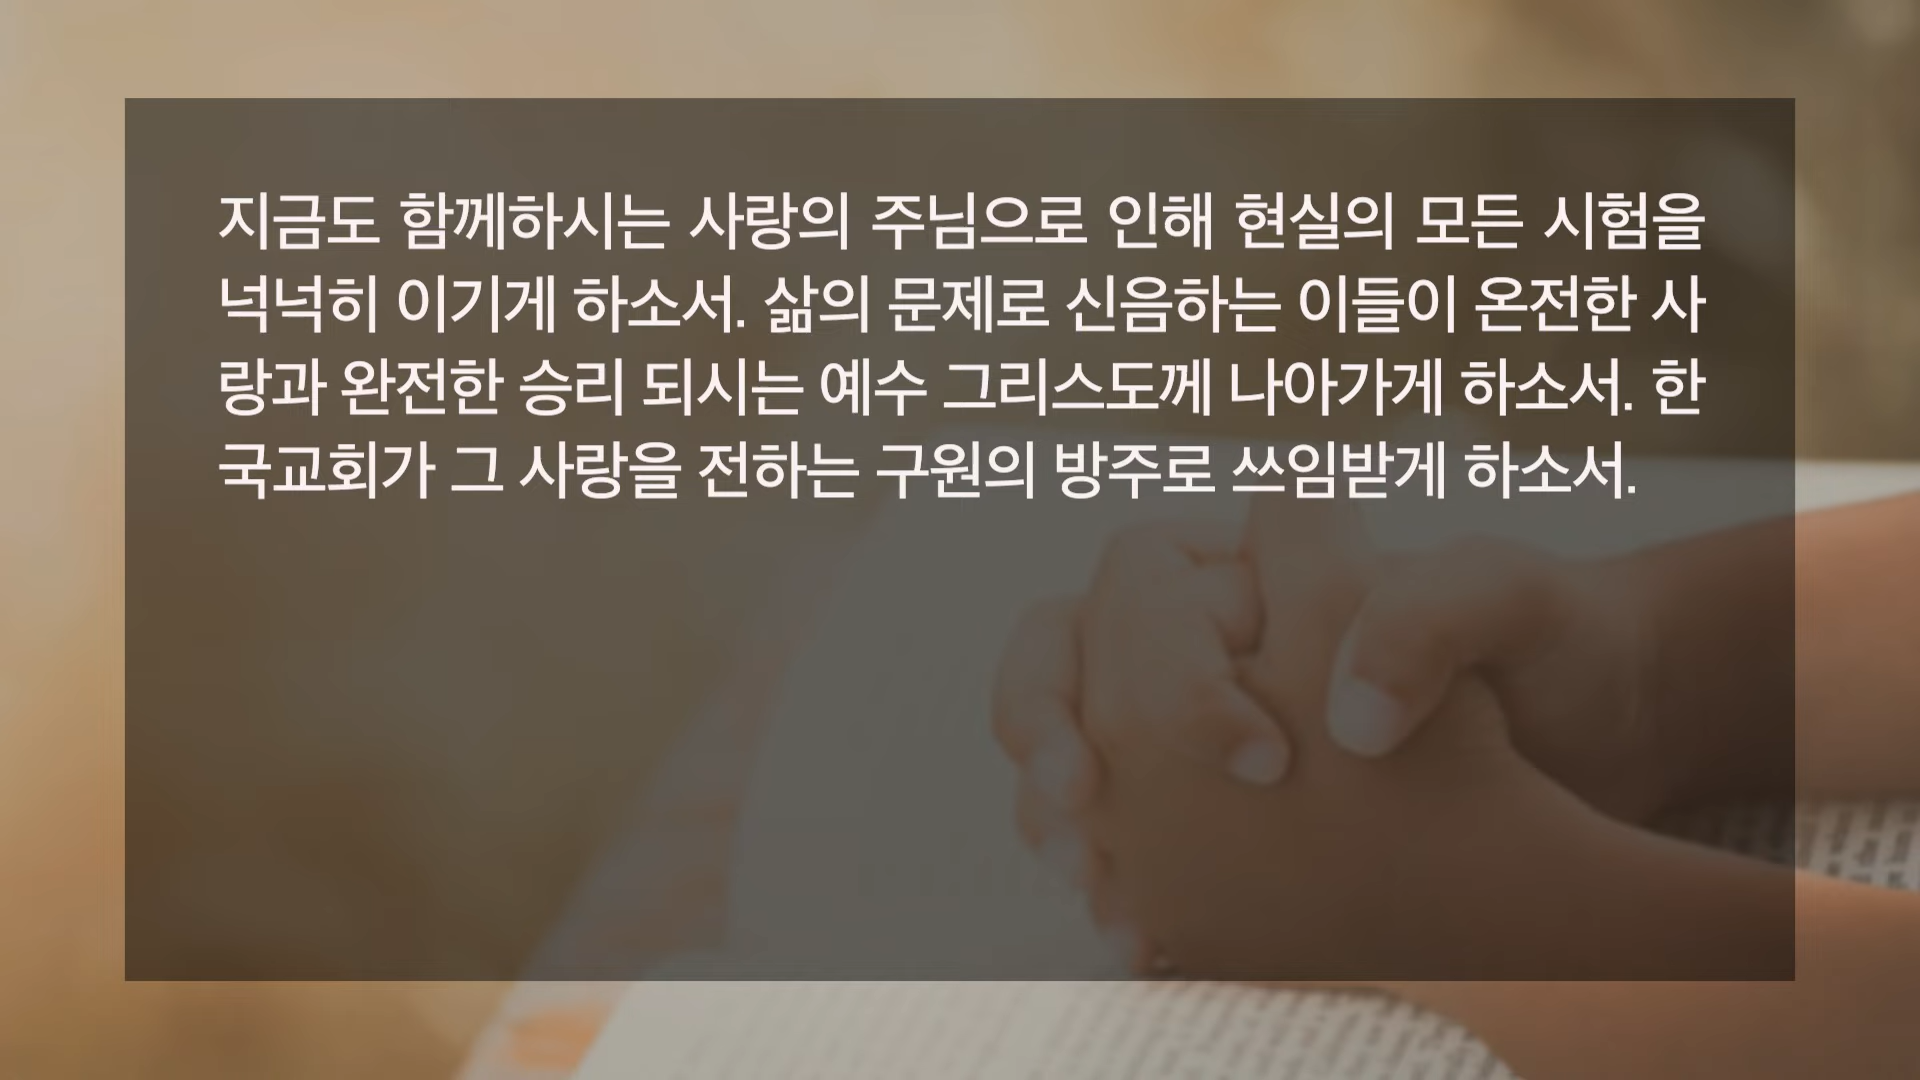 지금도 함께하시는 사랑의 주님으로 인해 현실의 모든 시험을
넉넉히 이기게 하소서. 삶의 문제로 신음하는 이들이 온전한 사
랑과 완전한 승리 되시는 예수 그리스도께 나아가게 하소서. 한
국교회가 그 사랑을 전하는 구원의 방주로 쓰임받게 하소서.